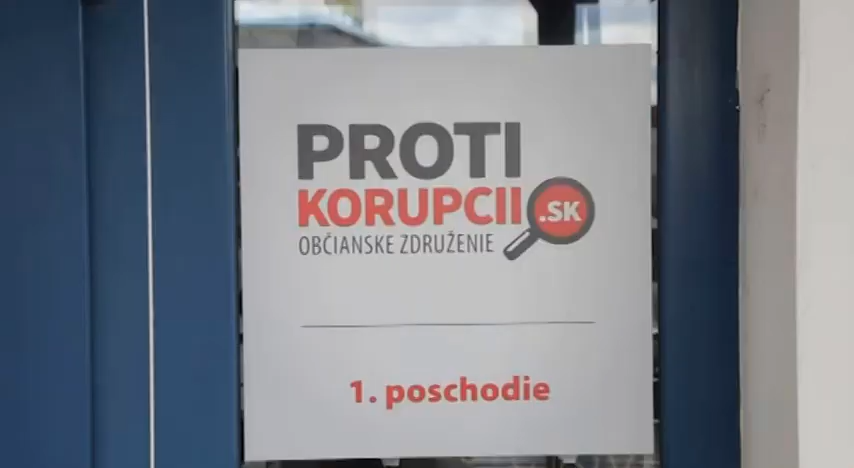 PROTI
KORUPCII .SK
OBČIANSKE ZDRUŽENIE
1. poschodie